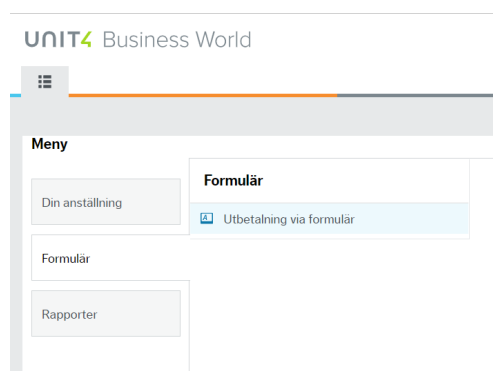 UNIT4 Business World
Meny
Din anställning
Formulär
Rapporter
Formulär
Utbetalning via formulär